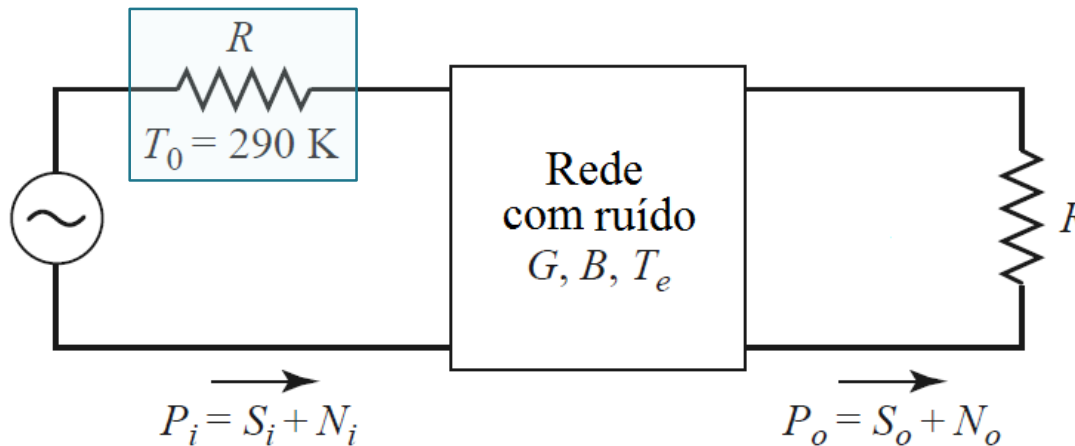 R
T₀ = 290 K
Rede
com ruído
G, B, Tₑ
Pᵢ = Sᵢ + Nᵢ
Pₒ = Sₒ + Nₒ